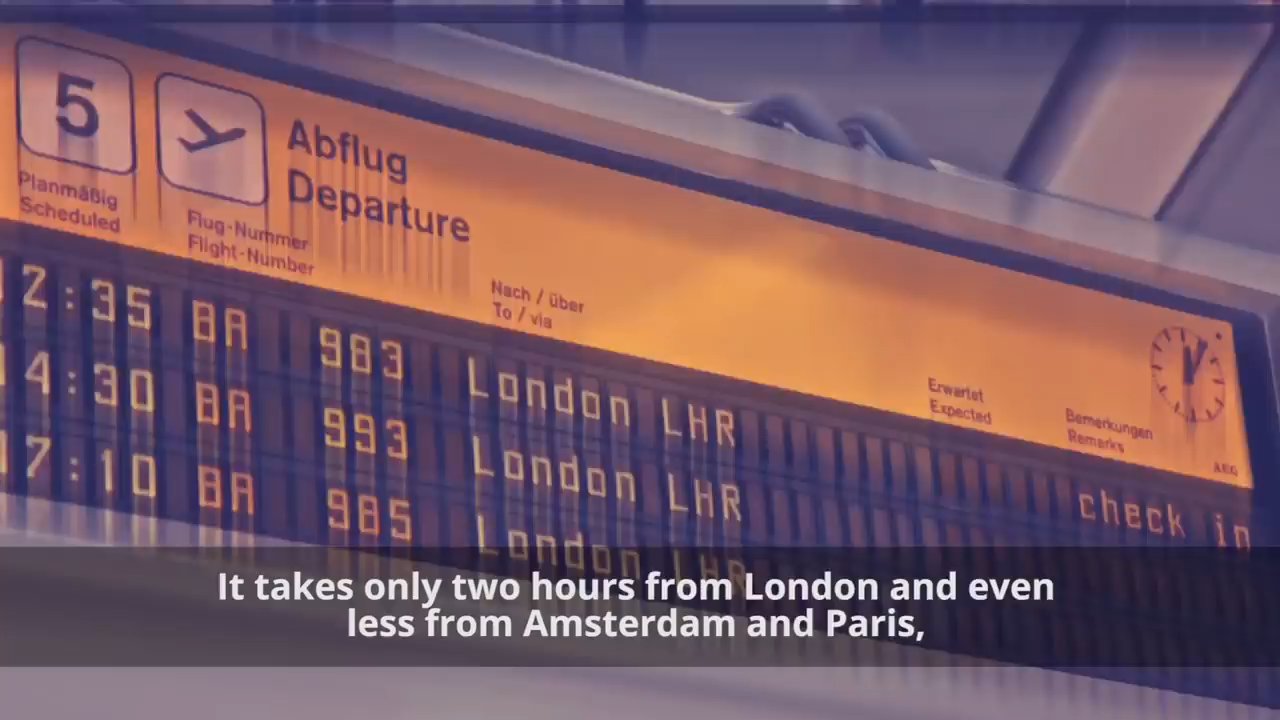 5
Abflug
Departure
Planmäßig
Scheduled
Flug-Nummer
Flight-Number
Nach / über
To / via
Erwartet
Expected
Bemerkungen
Remarks
AEG
2:35 BA 983 London LHR check in
4:30 BA 993 London LHR
7:10 BA 985 London LHR
It takes only two hours from London and even
less from Amsterdam and Paris,